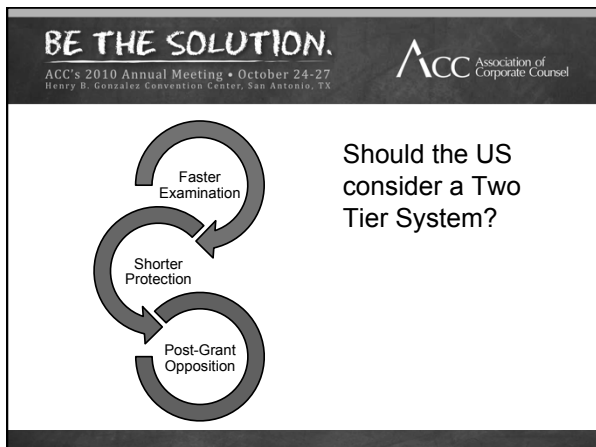 BE THE SOLUTION.
ACC's 2010 Annual Meeting • October 24-27
Henry B. Gonzalez Convention Center, San Antonio, TX
ACC Association of
Corporate Counsel
Faster
Examination
Shorter
Protection
Post-Grant
Opposition
Should the US
consider a Two
Tier System?